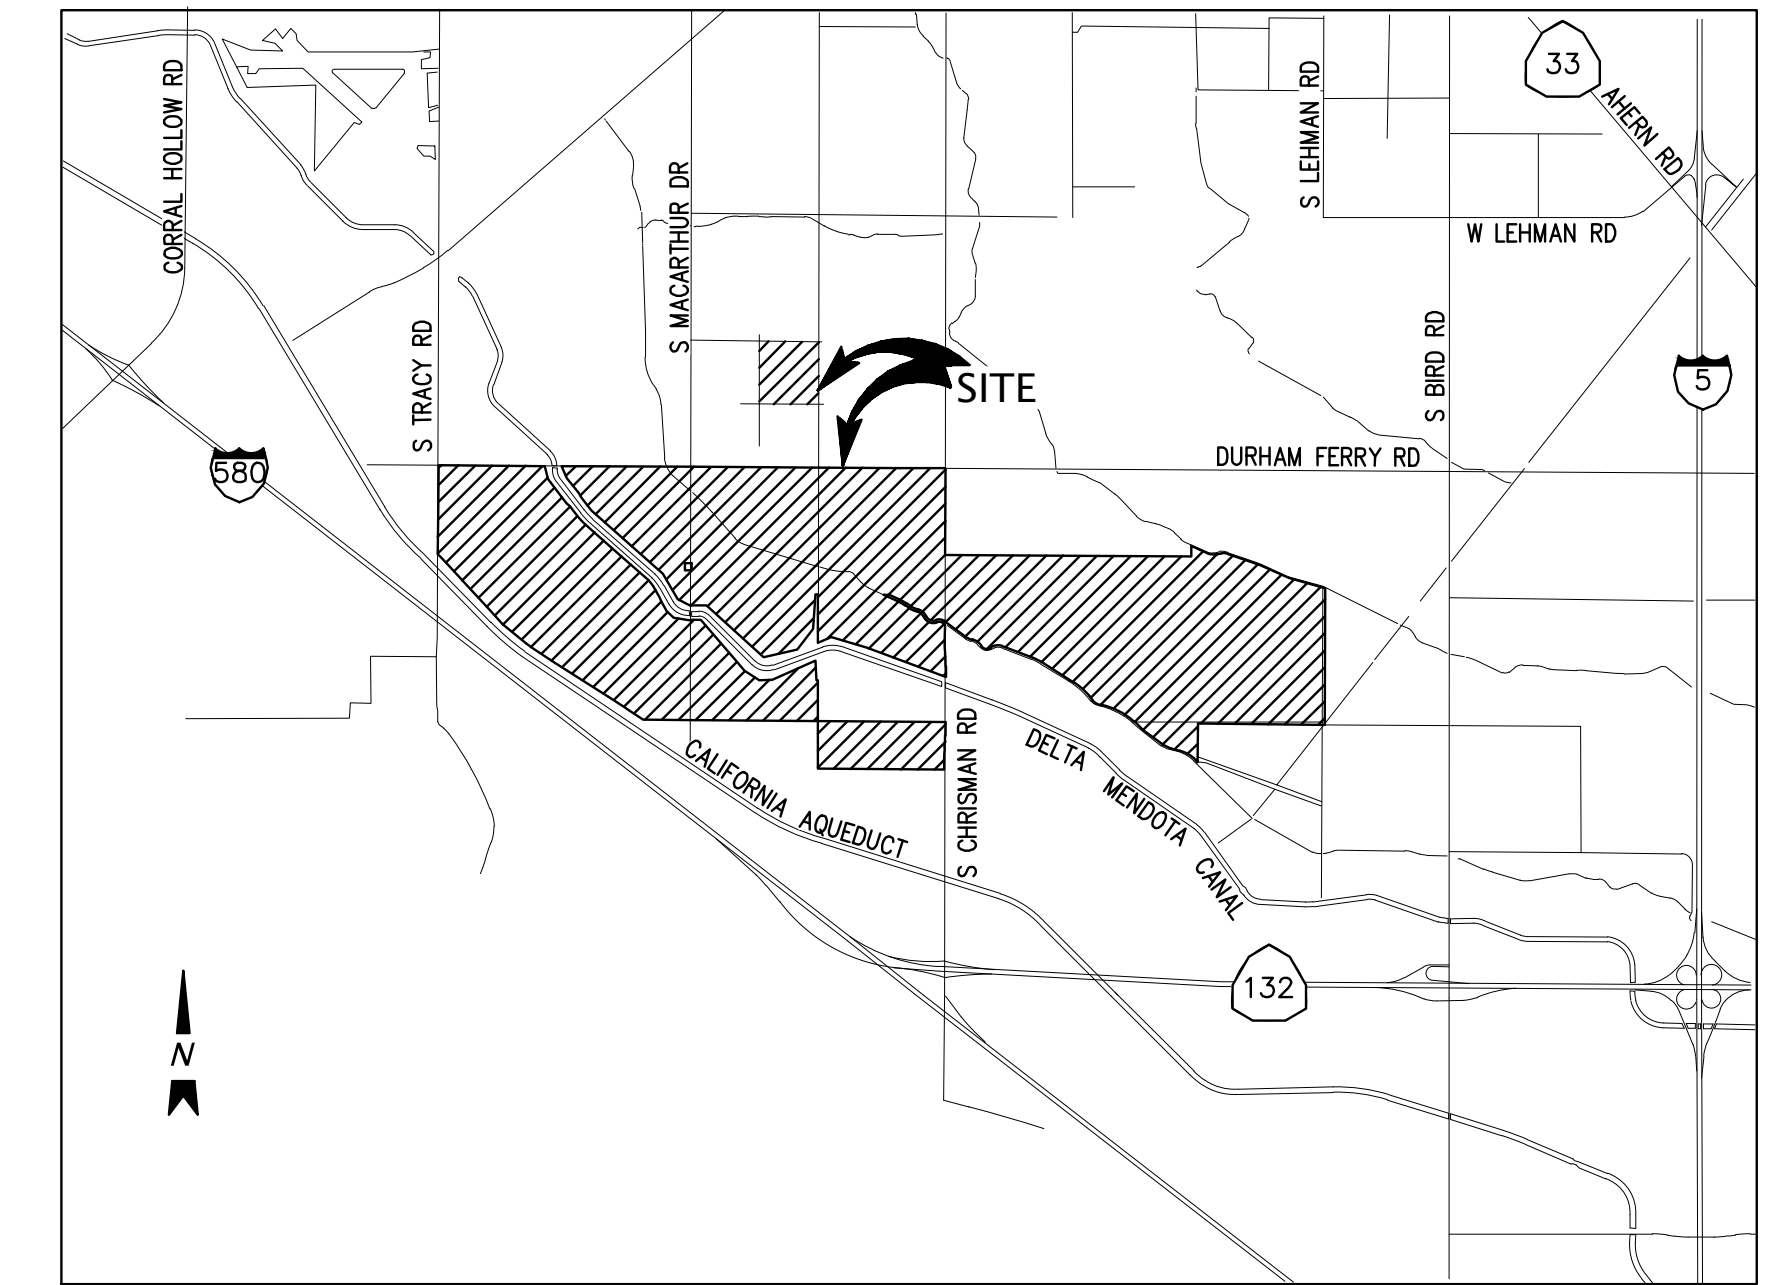 33
CORRAL HOLLOW RD
S LEHMAN RD
AHERN RD
S MACARTHUR DR
W LEHMAN RD
S TRACY RD
S BIRD RD
SITE
5
580
DURHAM FERRY RD
S CHRISMAN RD
DELTA MENDOTA CANAL
CALIFORNIA AQUEDUCT
132
N